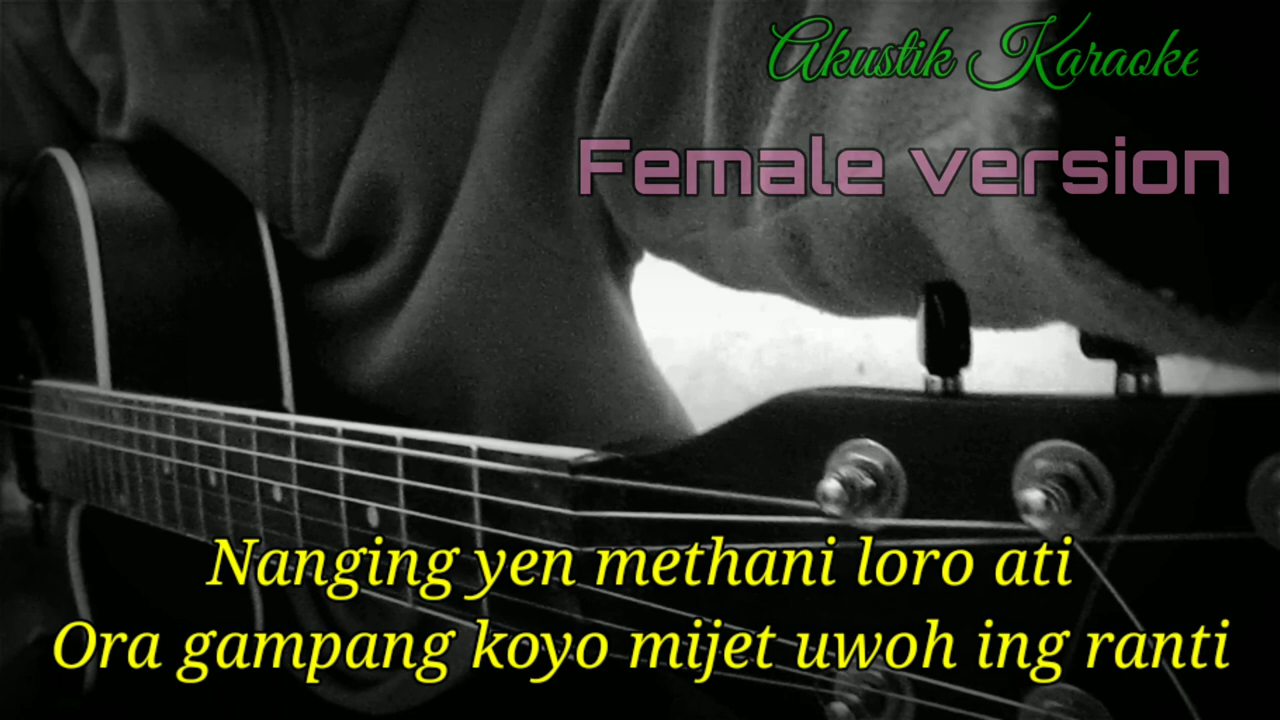 Akustik Karaoke
Female version
Nanging yen methani loro ati
Ora gampang koyo mijet uwoh ing ranti